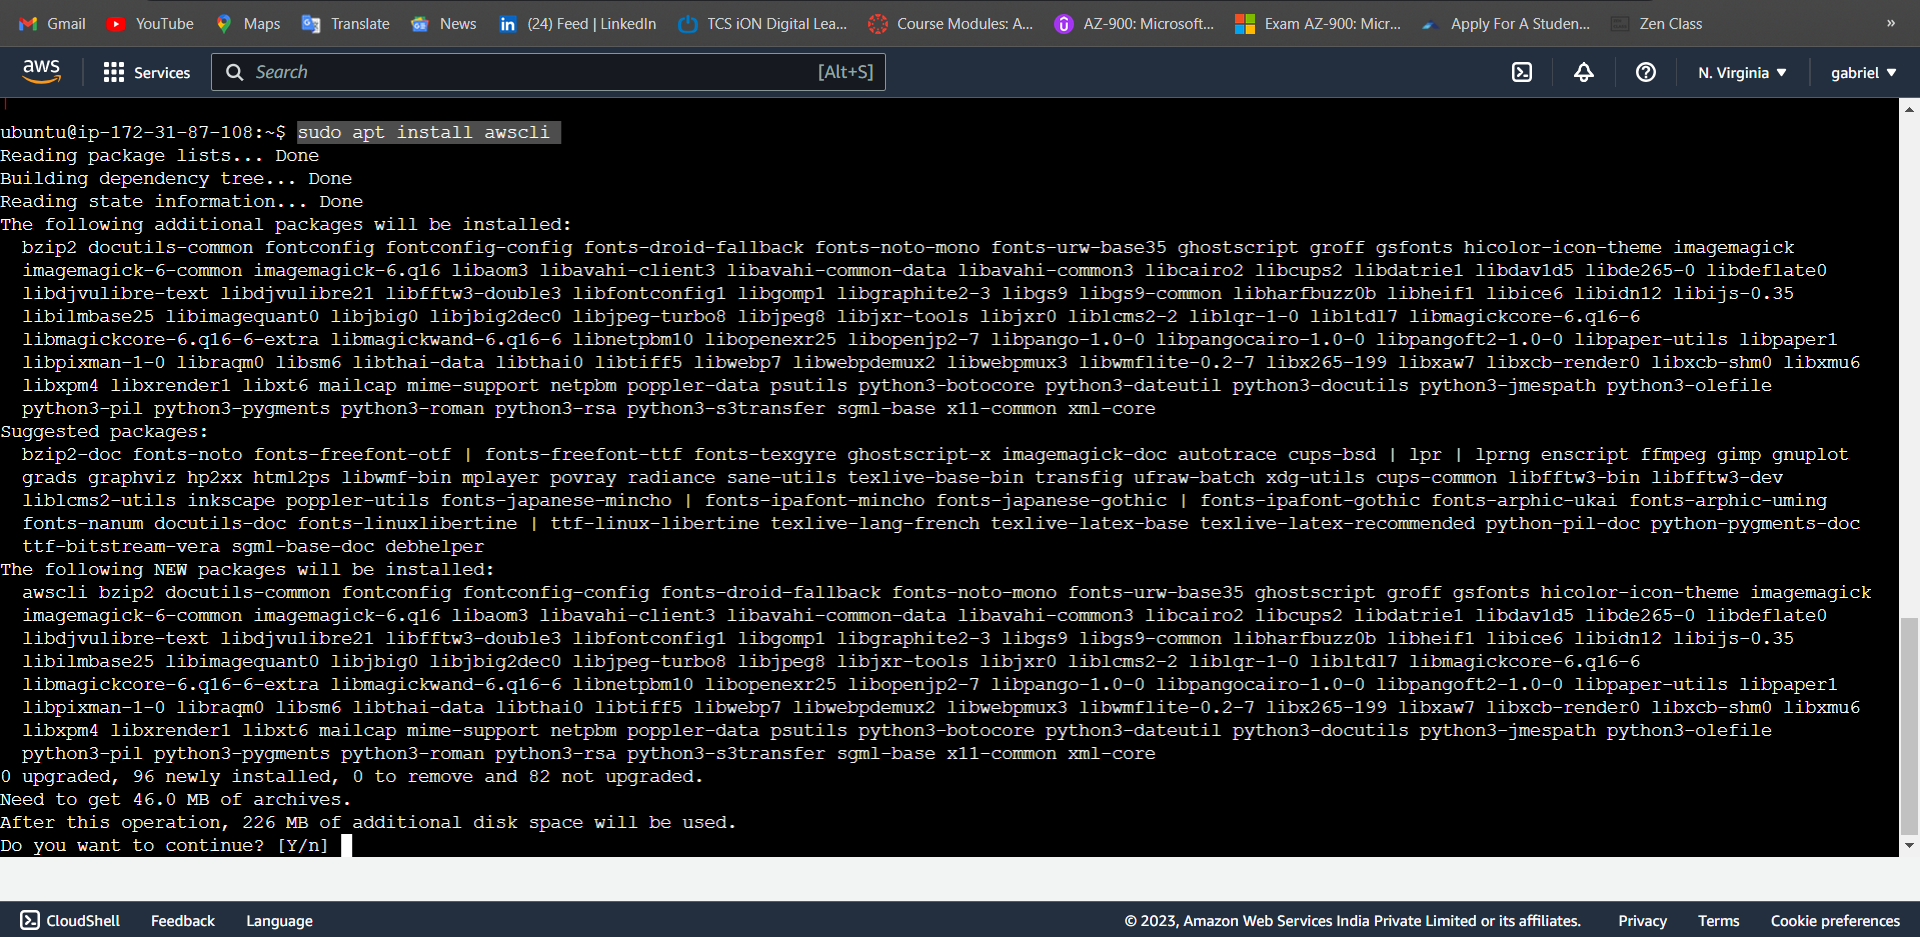 Gmail YouTube Maps Translate News (24) Feed | LinkedIn TCS iON Digital Lea... Course Modules: A... AZ-900: Microsoft... Exam AZ-900: Micr... Apply For A Studen... Zen Class »
aws Services Search [Alt+S] N. Virginia gabriel
ubuntu@ip-172-31-87-108:~$ sudo apt install awscli
Reading package lists... Done
Building dependency tree... Done
Reading state information... Done
The following additional packages will be installed:
bzip2 docutils-common fontconfig fontconfig-config fonts-droid-fallback fonts-noto-mono fonts-urw-base35 ghostscript groff gsfonts hicolor-icon-theme imagemagick
imagemagick-6-common imagemagick-6.q16 libaom3 libavahi-client3 libavahi-common-data libavahi-common3 libcairo2 libcups2 libdatrie1 libdav1d5 libde265-0 libdeflate0
libdjvulibre-text libdjvulibre21 libfftw3-double3 libfontconfig1 libgomp1 libgraphite2-3 libgs9 libgs9-common libharfbuzz0b libheif1 libice6 libidn12 libijs-0.35
libilmbase25 libimagequant0 libjbig0 libjbig2dec0 libjpeg-turbo8 libjpeg8 libjxr-tools libjxr0 liblcms2-2 liblqr-1-0 libltdl7 libmagickcore-6.q16-6
libmagickcore-6.q16-6-extra libmagickwand-6.q16-6 libnetpbm10 libopenexr25 libopenjp2-7 libpango-1.0-0 libpangocairo-1.0-0 libpangoft2-1.0-0 libpaper-utils libpaper1
libpixman-1-0 libraqm0 libsm6 libthai-data libthai0 libtiff5 libwebp7 libwebpdemux2 libwebpmux3 libwmflite-0.2-7 libx265-199 libxaw7 libxcb-render0 libxcb-shm0 libxmu6
libxpm4 libxrender1 libxt6 mailcap mime-support netpbm poppler-data psutils python3-botocore python3-dateutil python3-docutils python3-jmespath python3-olefile
python3-pil python3-pygments python3-roman python3-rsa python3-s3transfer sgml-base x11-common xml-core
Suggested packages:
bzip2-doc fonts-noto fonts-freefont-otf | fonts-freefont-ttf fonts-texgyre ghostscript-x imagemagick-doc autotrace cups-bsd | lpr | lprng enscript ffmpeg gimp gnuplot
grads graphviz hp2xx html2ps libwmf-bin mplayer povray radiance sane-utils texlive-base-bin transfig ufraw-batch xdg-utils cups-common libfftw3-bin libfftw3-dev
liblcms2-utils inkscape poppler-utils fonts-japanese-mincho | fonts-ipafont-mincho fonts-japanese-gothic | fonts-ipafont-gothic fonts-arphic-ukai fonts-arphic-uming
fonts-nanum docutils-doc fonts-linuxlibertine | ttf-linux-libertine texlive-lang-french texlive-latex-base texlive-latex-recommended python-pil-doc python-pygments-doc
ttf-bitstream-vera sgml-base-doc debhelper
The following NEW packages will be installed:
awscli bzip2 docutils-common fontconfig fontconfig-config fonts-droid-fallback fonts-noto-mono fonts-urw-base35 ghostscript groff gsfonts hicolor-icon-theme imagemagick
imagemagick-6-common imagemagick-6.q16 libaom3 libavahi-client3 libavahi-common-data libavahi-common3 libcairo2 libcups2 libdatrie1 libdav1d5 libde265-0 libdeflate0
libdjvulibre-text libdjvulibre21 libfftw3-double3 libfontconfig1 libgomp1 libgraphite2-3 libgs9 libgs9-common libharfbuzz0b libheif1 libice6 libidn12 libijs-0.35
libilmbase25 libimagequant0 libjbig0 libjbig2dec0 libjpeg-turbo8 libjpeg8 libjxr-tools libjxr0 liblcms2-2 liblqr-1-0 libltdl7 libmagickcore-6.q16-6
libmagickcore-6.q16-6-extra libmagickwand-6.q16-6 libnetpbm10 libopenexr25 libopenjp2-7 libpango-1.0-0 libpangocairo-1.0-0 libpangoft2-1.0-0 libpaper-utils libpaper1
libpixman-1-0 libraqm0 libsm6 libthai-data libthai0 libtiff5 libwebp7 libwebpdemux2 libwebpmux3 libwmflite-0.2-7 libx265-199 libxaw7 libxcb-render0 libxcb-shm0 libxmu6
libxpm4 libxrender1 libxt6 mailcap mime-support netpbm poppler-data psutils python3-botocore python3-dateutil python3-docutils python3-jmespath python3-olefile
python3-pil python3-pygments python3-roman python3-rsa python3-s3transfer sgml-base x11-common xml-core
0 upgraded, 96 newly installed, 0 to remove and 82 not upgraded.
Need to get 46.0 MB of archives.
After this operation, 226 MB of additional disk space will be used.
Do you want to continue? [Y/n]
CloudShell Feedback Language © 2023, Amazon Web Services India Private Limited or its affiliates. Privacy Terms Cookie preferences